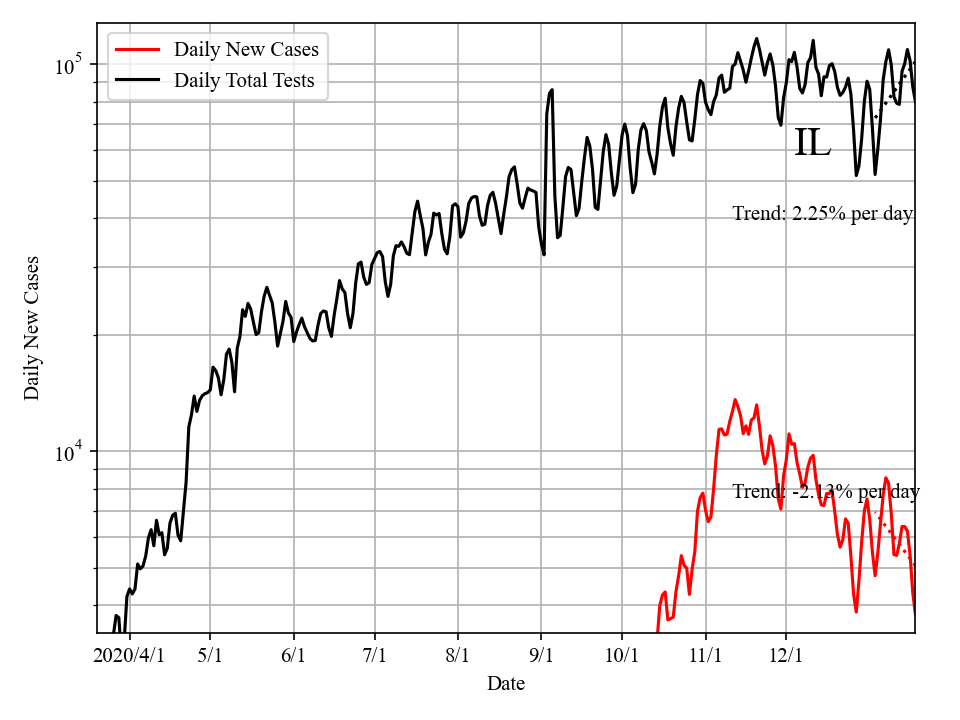 Daily New Cases
Daily Total Tests
10^5
IL
Trend: 2.25% per day
Daily New Cases
10^4
Trend: -2.13% per day
2020/4/1 5/1 6/1 7/1 8/1 9/1 10/1 11/1 12/1
Date